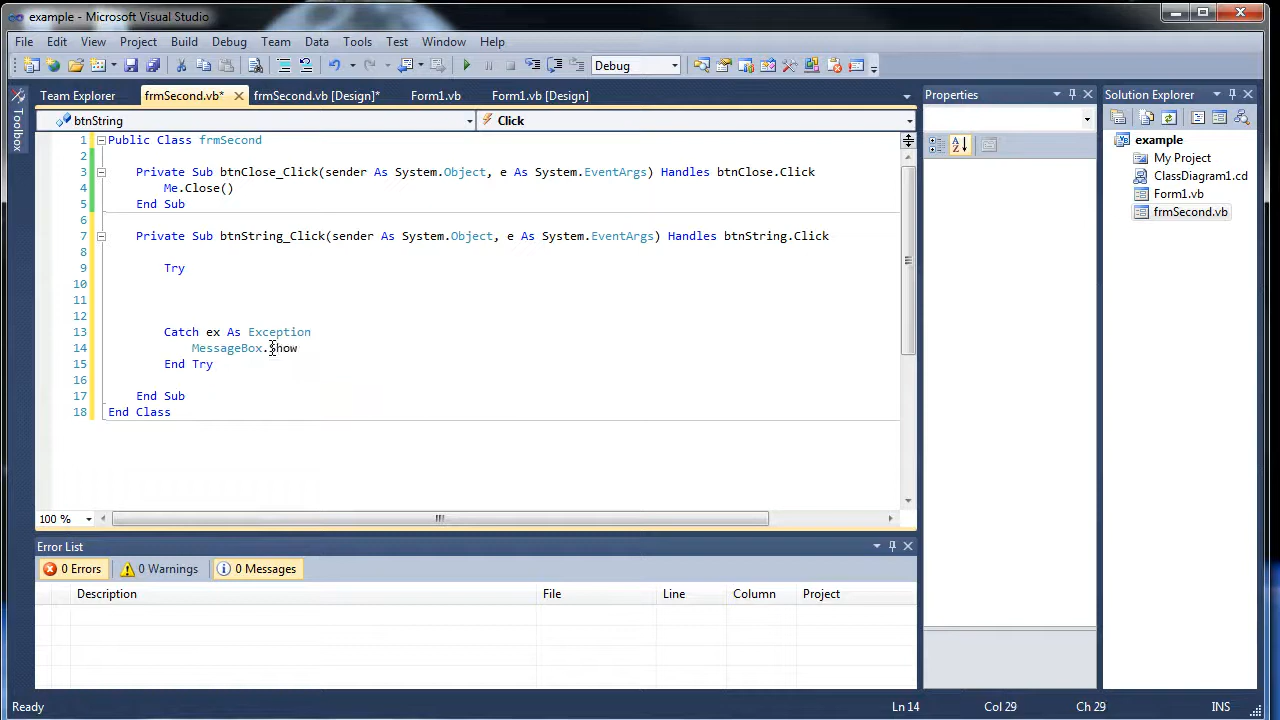 example - Microsoft Visual Studio
File Edit View Project Build Debug Team Data Tools Test Window Help
Debug
Team Explorer frmSecond.vb* frmSecond.vb [Design]* Form1.vb Form1.vb [Design]
Properties
Solution Explorer
Toolbox
btnString Click
1 Public Class frmSecond
2
3 Private Sub btnClose_Click(sender As System.Object, e As System.EventArgs) Handles btnClose.Click
4 Me.Close()
5 End Sub
6
7 Private Sub btnString_Click(sender As System.Object, e As System.EventArgs) Handles btnString.Click
8
9 Try
10
11
12
13 Catch ex As Exception
14 MessageBox.Show
15 End Try
16
17 End Sub
18 End Class
example
My Project
ClassDiagram1.cd
Form1.vb
frmSecond.vb
100 %
Error List
0 Errors 0 Warnings 0 Messages
Description File Line Column Project
Ready Ln 14 Col 29 Ch 29 INS